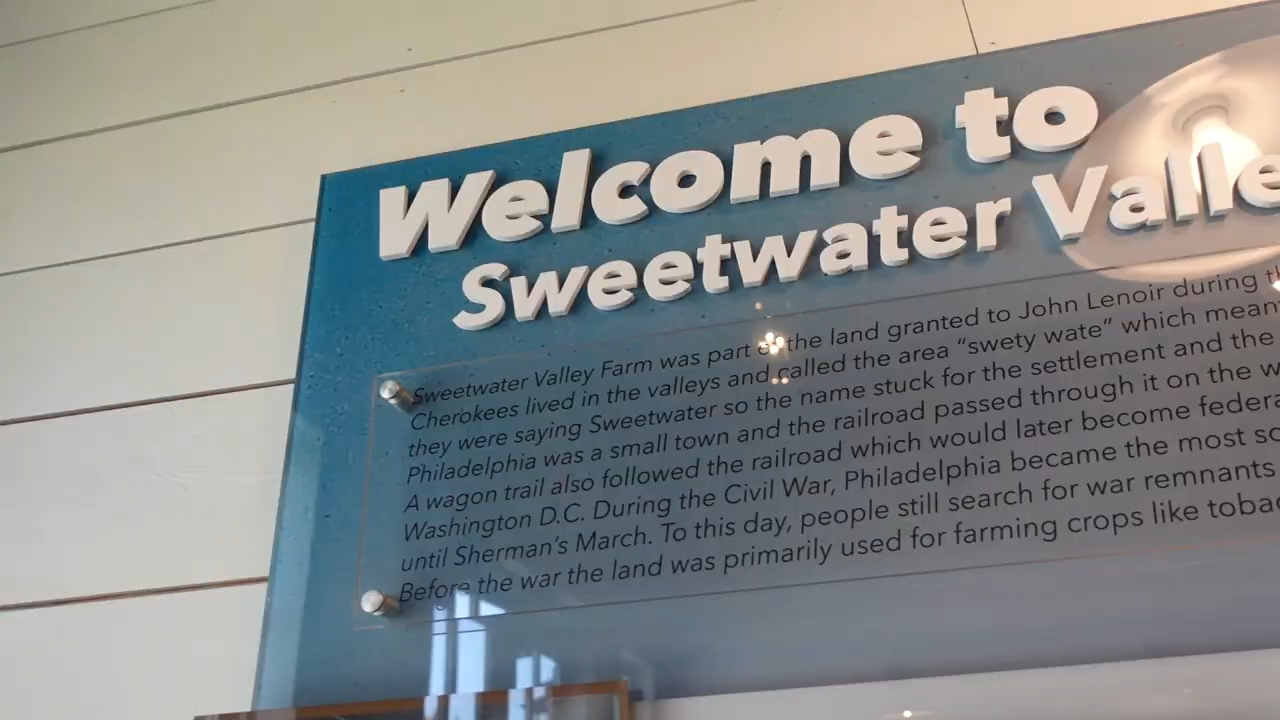 Welcome to
Sweetwater Valle
Sweetwater Valley Farm was part of the land granted to John Lenoir during th
Cherokees lived in the valleys and called the area “swety wate” which mean
they were saying Sweetwater so the name stuck for the settlement and the
Philadelphia was a small town and the railroad passed through it on the w
A wagon trail also followed the railroad which would later become federa
Washington D.C. During the Civil War, Philadelphia became the most so
until Sherman’s March. To this day, people still search for war remnants
Before the war the land was primarily used for farming crops like tobac